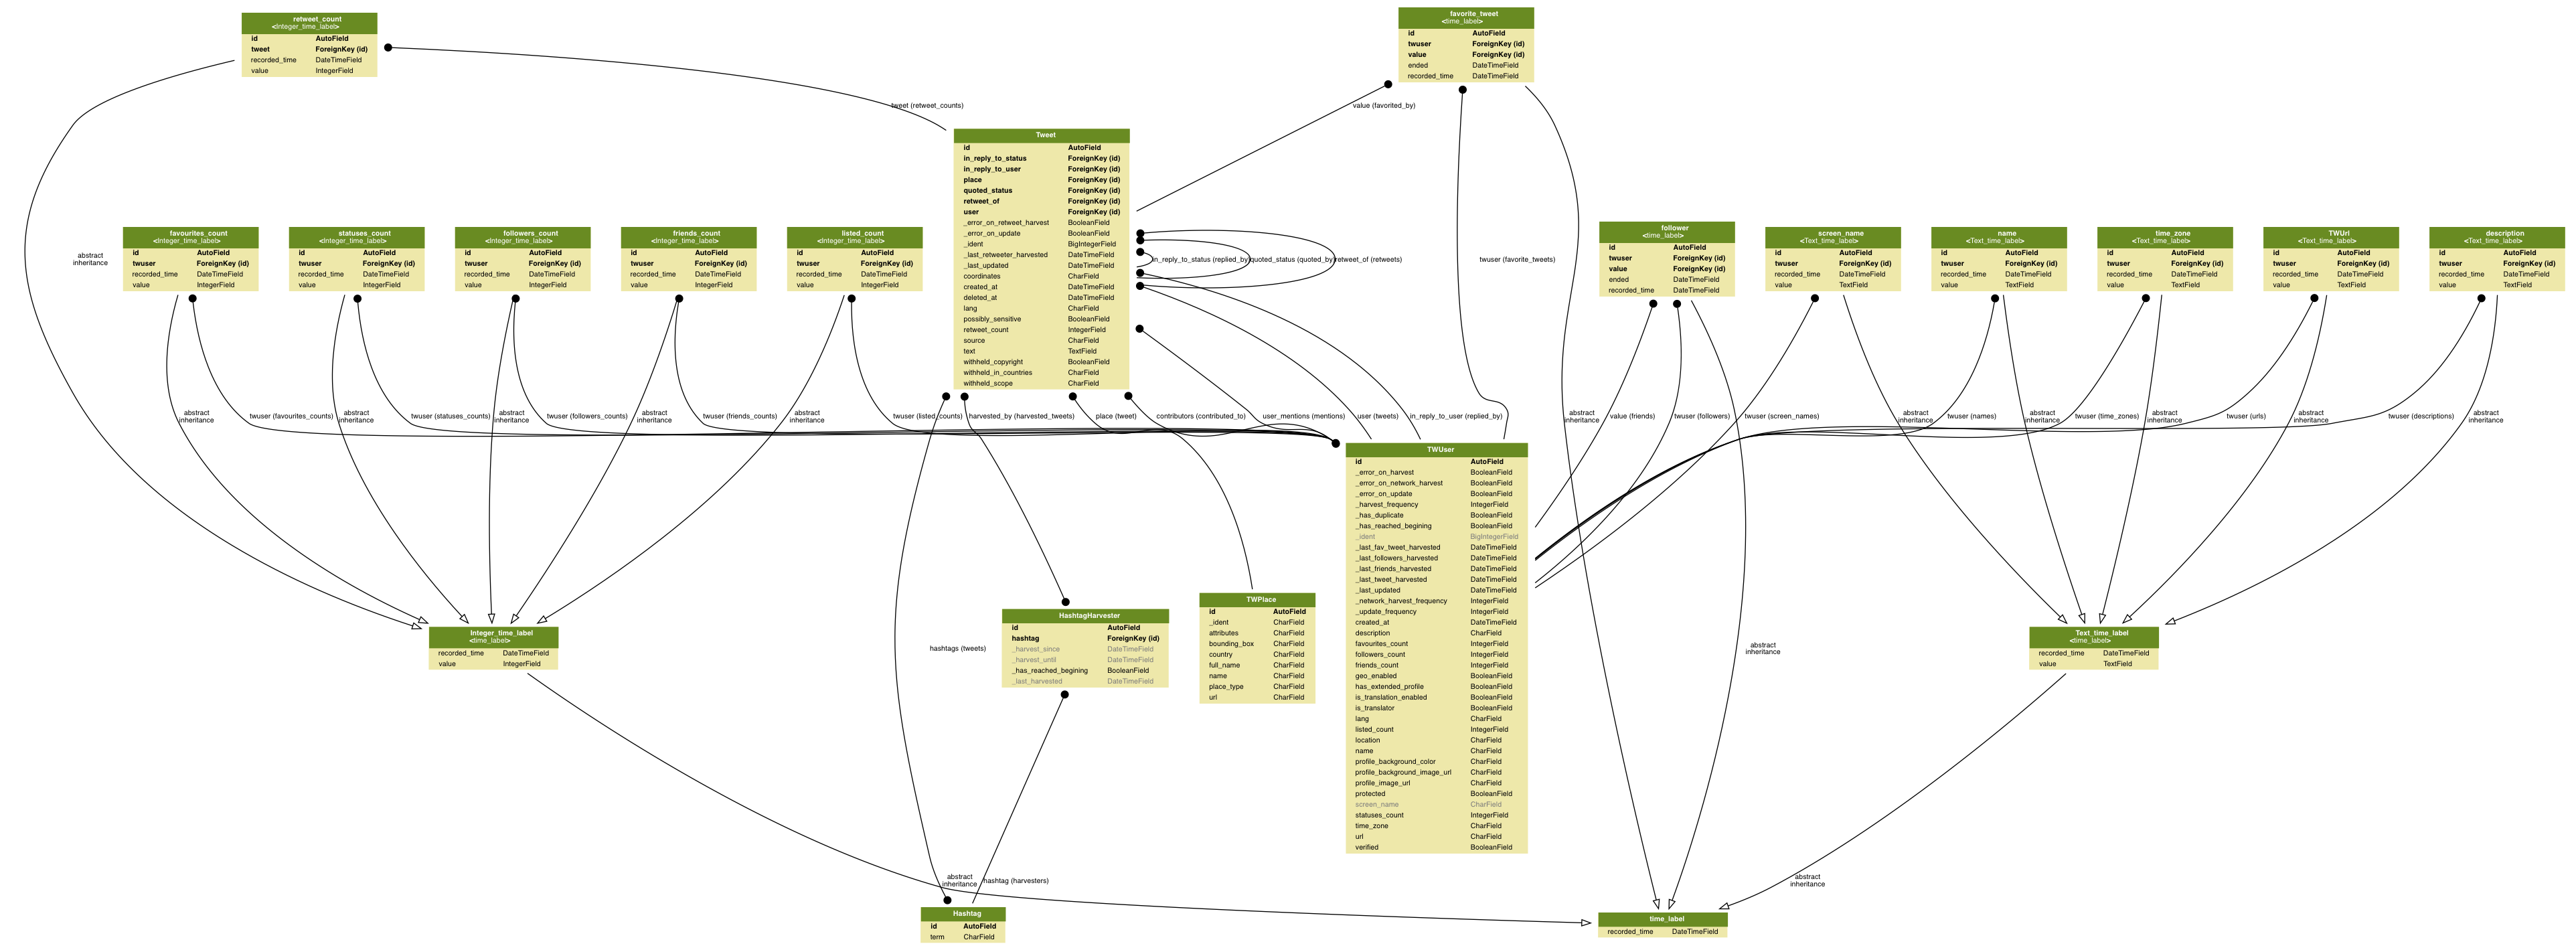 retweet_count
<Integer_time_label>
id AutoField
tweet ForeignKey (id)
recorded_time DateTimeField
value IntegerField
favorite_tweet
<time_label>
id AutoField
twuser ForeignKey (id)
value ForeignKey (id)
ended DateTimeField
recorded_time DateTimeField
tweet (retweet_counts)
value (favorited_by)
Tweet
id AutoField
in_reply_to_status ForeignKey (id)
in_reply_to_user ForeignKey (id)
place ForeignKey (id)
quoted_status ForeignKey (id)
retweet_of ForeignKey (id)
user ForeignKey (id)
_error_on_retweet_harvest BooleanField
_error_on_update BooleanField
_ident BigIntegerField
_last_retweeter_harvested DateTimeField
_last_updated DateTimeField
coordinates CharField
created_at DateTimeField
deleted_at DateTimeField
lang CharField
possibly_sensitive BooleanField
retweet_count IntegerField
source CharField
text TextField
withheld_copyright BooleanField
withheld_in_countries CharField
withheld_scope CharField
abstract
inheritance
favourites_count
<Integer_time_label>
id AutoField
twuser ForeignKey (id)
recorded_time DateTimeField
value IntegerField
statuses_count
<Integer_time_label>
id AutoField
twuser ForeignKey (id)
recorded_time DateTimeField
value IntegerField
followers_count
<Integer_time_label>
id AutoField
twuser ForeignKey (id)
recorded_time DateTimeField
value IntegerField
friends_count
<Integer_time_label>
id AutoField
twuser ForeignKey (id)
recorded_time DateTimeField
value IntegerField
listed_count
<Integer_time_label>
id AutoField
twuser ForeignKey (id)
recorded_time DateTimeField
value IntegerField
in_reply_to_status (replied_by)
quoted_status (quoted_by)
retweet_of (retweets)
twuser (favorite_tweets)
follower
<time_label>
id AutoField
twuser ForeignKey (id)
value ForeignKey (id)
ended DateTimeField
recorded_time DateTimeField
screen_name
<Text_time_label>
id AutoField
twuser ForeignKey (id)
recorded_time DateTimeField
value TextField
name
<Text_time_label>
id AutoField
twuser ForeignKey (id)
recorded_time DateTimeField
value TextField
time_zone
<Text_time_label>
id AutoField
twuser ForeignKey (id)
recorded_time DateTimeField
value TextField
TWUrl
<Text_time_label>
id AutoField
twuser ForeignKey (id)
recorded_time DateTimeField
value TextField
description
<Text_time_label>
id AutoField
twuser ForeignKey (id)
recorded_time DateTimeField
value TextField
abstract
inheritance
twuser (favourites_counts)
abstract
inheritance
twuser (statuses_counts)
abstract
inheritance
twuser (followers_counts)
abstract
inheritance
twuser (friends_counts)
abstract
inheritance
twuser (listed_counts)
harvested_by (harvested_tweets)
place (tweet)
contributors (contributed_to)
user_mentions (mentions)
user (tweets)
in_reply_to_user (replied_by)
abstract
inheritance
value (friends)
twuser (followers)
twuser (screen_names)
abstract
inheritance
twuser (names)
abstract
inheritance
twuser (time_zones)
abstract
inheritance
twuser (urls)
abstract
inheritance
twuser (descriptions)
abstract
inheritance
TWUser
id AutoField
_error_on_harvest BooleanField
_error_on_network_harvest BooleanField
_error_on_update BooleanField
_harvest_frequency IntegerField
_has_duplicate BooleanField
_has_reached_begining BooleanField
_ident BigIntegerField
_last_fav_tweet_harvested DateTimeField
_last_followers_harvested DateTimeField
_last_friends_harvested DateTimeField
_last_tweet_harvested DateTimeField
_last_updated DateTimeField
_network_harvest_frequency IntegerField
_update_frequency IntegerField
created_at DateTimeField
description CharField
favourites_count IntegerField
followers_count IntegerField
friends_count IntegerField
geo_enabled BooleanField
has_extended_profile BooleanField
is_translation_enabled BooleanField
is_translator BooleanField
lang CharField
listed_count IntegerField
location CharField
name CharField
profile_background_color CharField
profile_background_image_url CharField
profile_image_url CharField
protected BooleanField
screen_name CharField
statuses_count IntegerField
time_zone CharField
url CharField
verified BooleanField
Integer_time_label
<time_label>
recorded_time DateTimeField
value IntegerField
hashtags (tweets)
HashtagHarvester
id AutoField
hashtag ForeignKey (id)
_harvest_since DateTimeField
_harvest_until DateTimeField
_has_reached_begining BooleanField
_last_harvested DateTimeField
TWPlace
id AutoField
_ident CharField
attributes CharField
bounding_box CharField
country CharField
full_name CharField
name CharField
place_type CharField
url CharField
abstract
inheritance
Text_time_label
<time_label>
recorded_time DateTimeField
value TextField
abstract
inheritance
hashtag (harvesters)
abstract
inheritance
Hashtag
id AutoField
term CharField
time_label
recorded_time DateTimeField